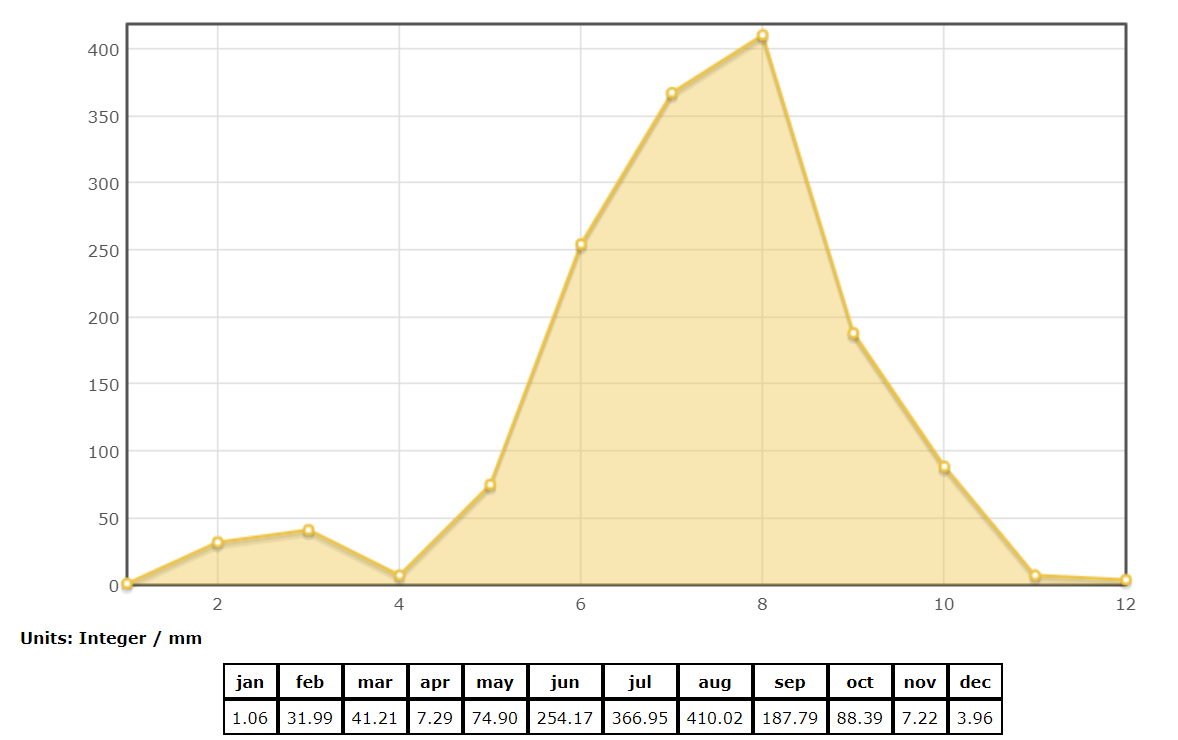 400
350
300
250
200
150
100
50
0
2 4 6 8 10 12
Units: Integer / mm
jan feb mar apr may jun jul aug sep oct nov dec
1.06 31.99 41.21 7.29 74.90 254.17 366.95 410.02 187.79 88.39 7.22 3.96